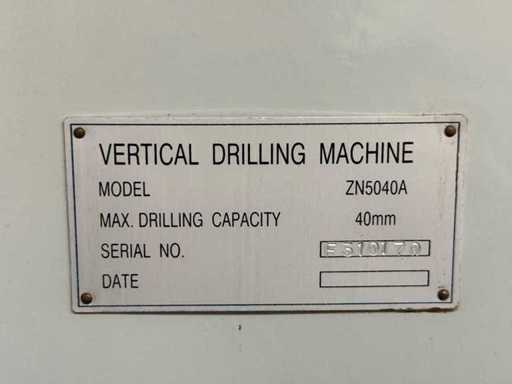 VERTICAL DRILLING MACHINE
MODEL ZN5040A
MAX. DRILLING CAPACITY 40mm
SERIAL NO.
DATE